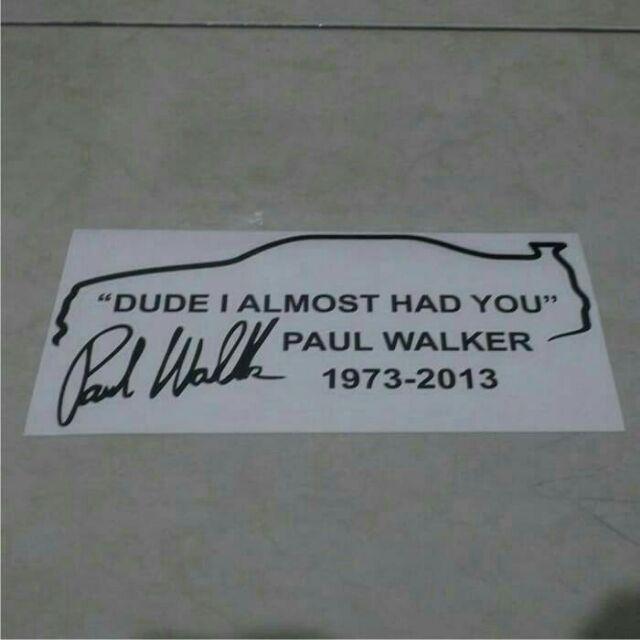 “DUDE I ALMOST HAD YOU”
Paul Walker
PAUL WALKER
1973-2013